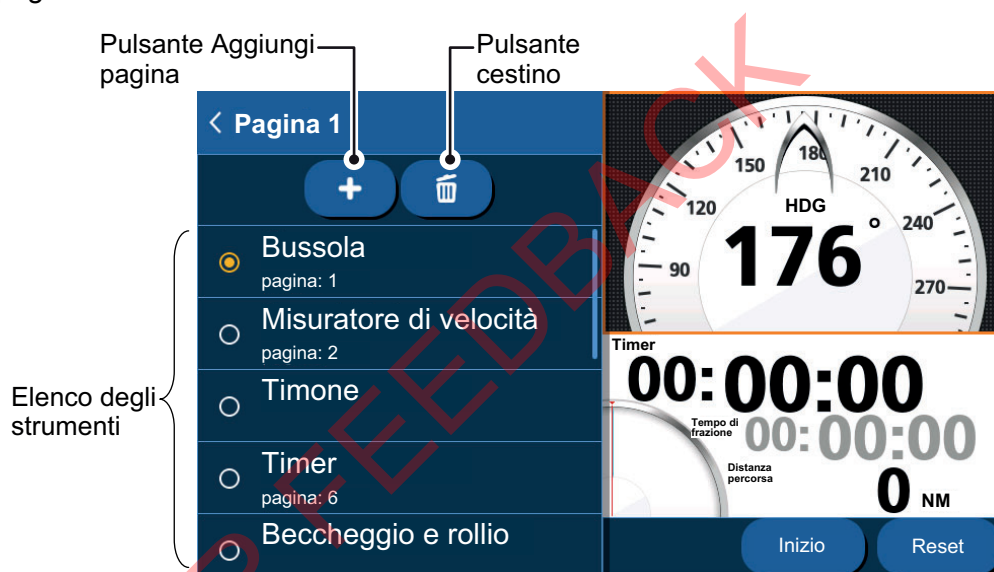 Pulsante Aggiungi
pagina
Pulsante
cestino
Pagina 1
Bussola
pagina: 1
Misuratore di velocità
pagina: 2
Timone
Timer
pagina: 6
Beccheggio e rollio
Elenco degli
strumenti
90
120
150
180
210
240
270
HDG
176°
Timer
00:00:00
Tempo di
frazione
00:00:00
Distanza
percorsa
0 NM
Inizio
Reset
FEEDBACK